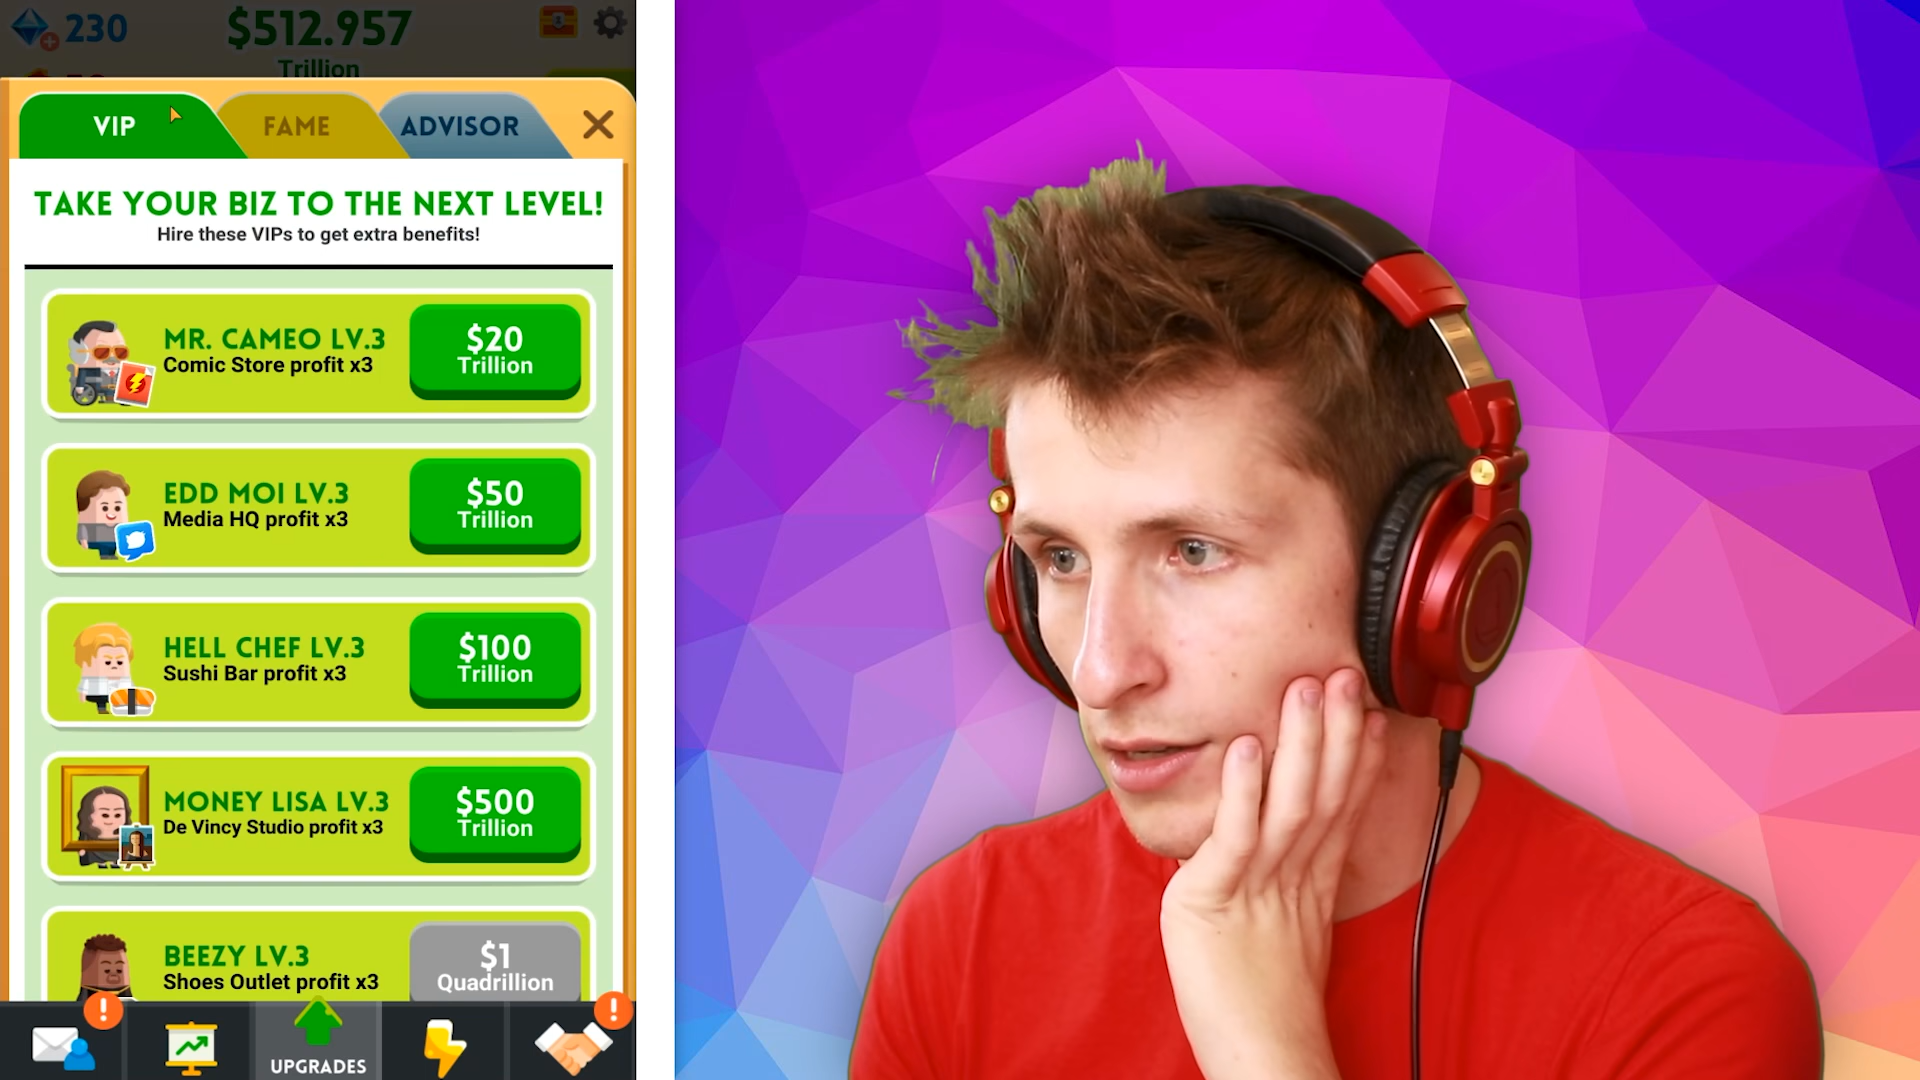 230
$512.957
Trillion
VIP
FAME
ADVISOR
TAKE YOUR BIZ TO THE NEXT LEVEL!
Hire these VIPs to get extra benefits!
MR. CAMEO LV.3
Comic Store profit x3
$20
Trillion
EDD MOI LV.3
Media HQ profit x3
$50
Trillion
HELL CHEF LV.3
Sushi Bar profit x3
$100
Trillion
MONEY LISA LV.3
De Vincy Studio profit x3
$500
Trillion
BEEZY LV.3
Shoes Outlet profit x3
$1
Quadrillion
!
!
UPGRADES